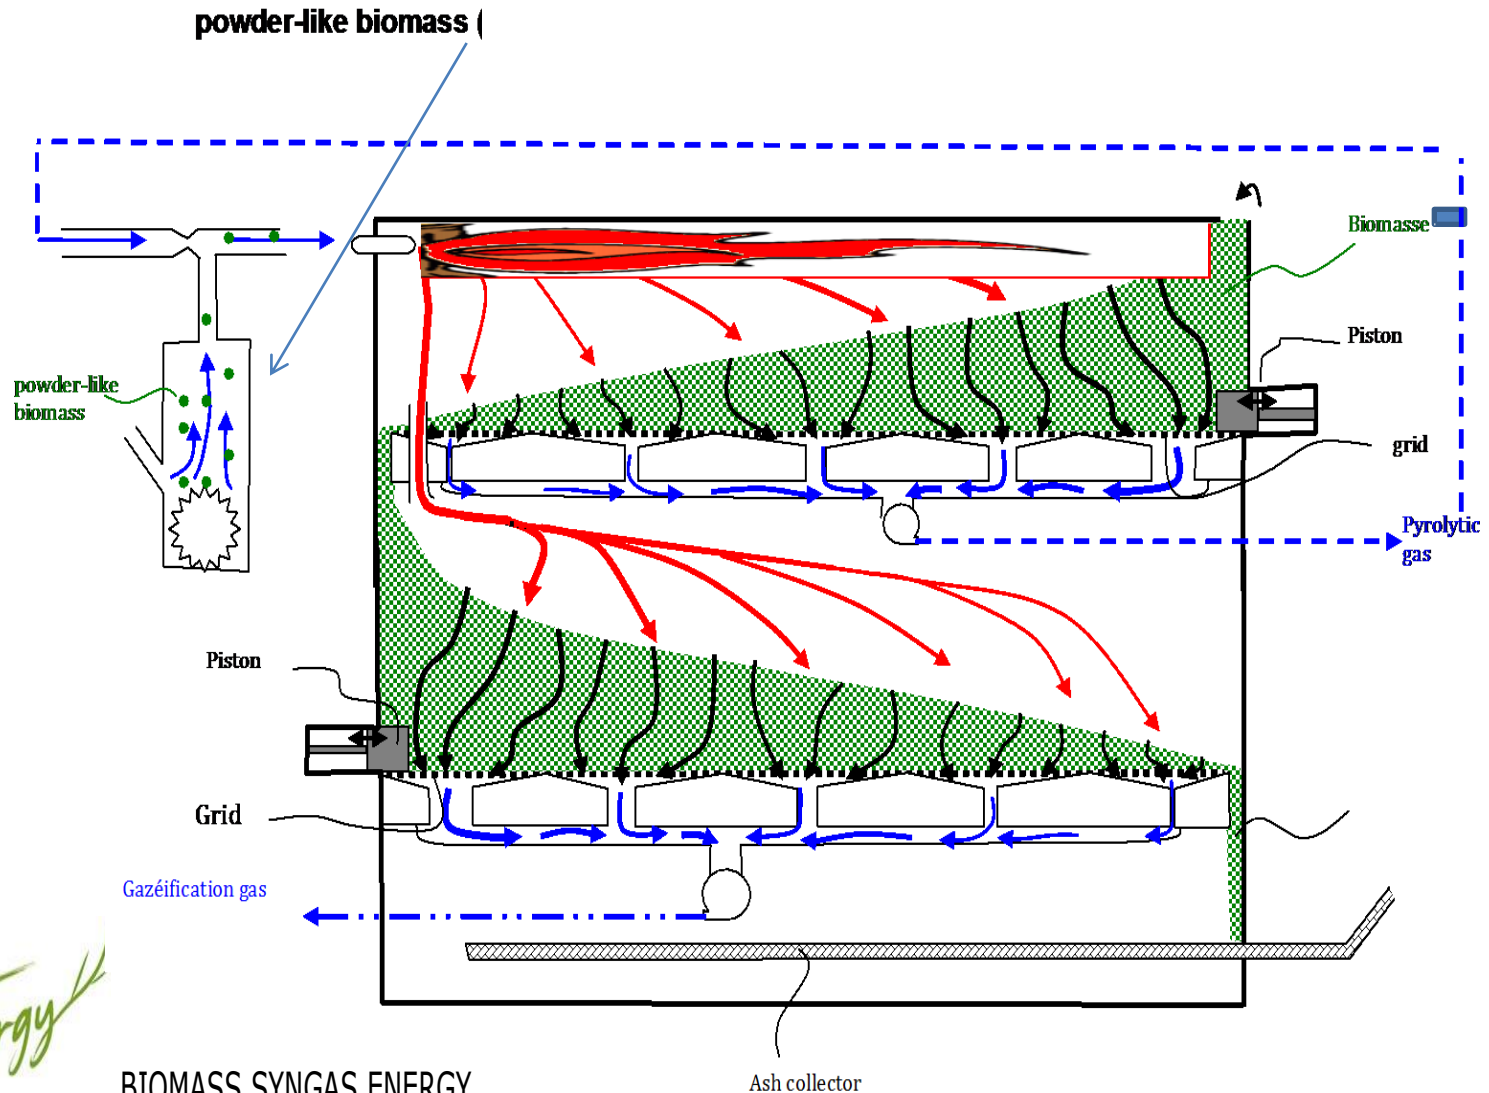 powder-like biomass (
Biomasse
Piston
powder-like
biomass
grid
Pyrolytic
gas
Piston
Grid
Gazéification gas
rgy
BIOMASS SYNGAS ENERGY
Ash collector